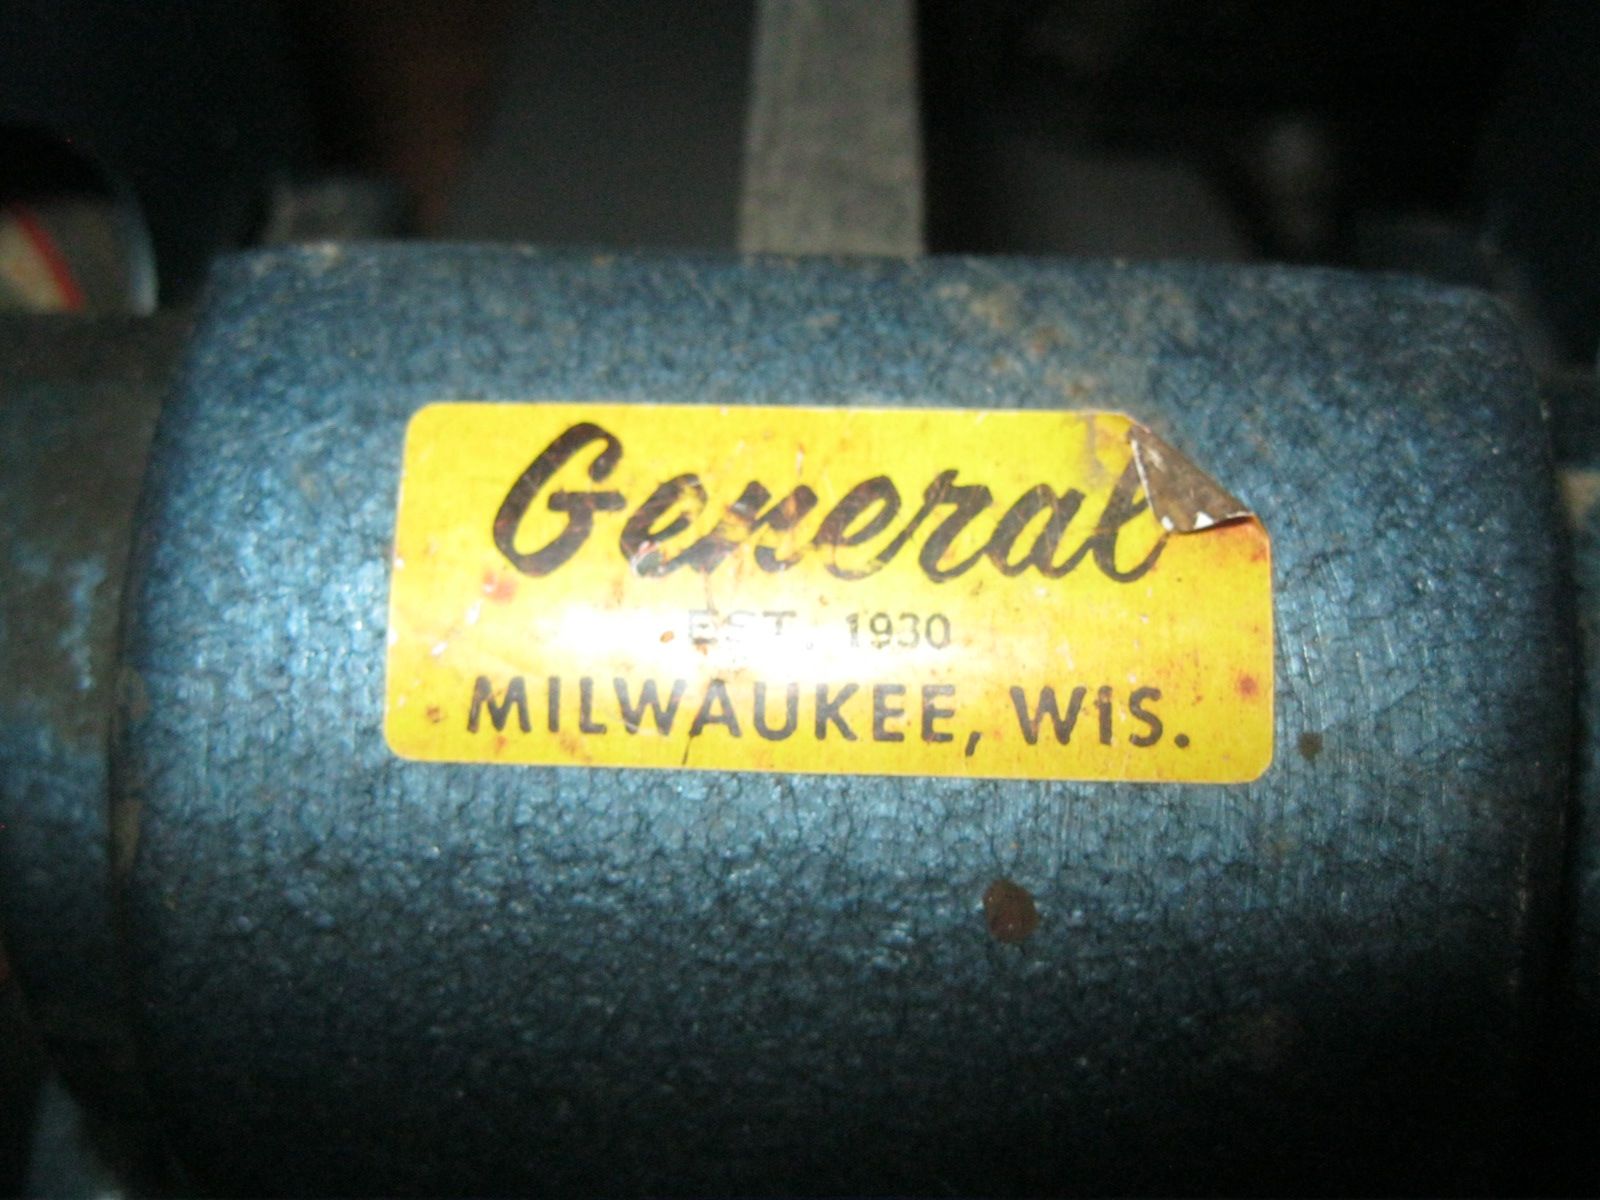 General
EST. 1930
MILWAUKEE, WIS.